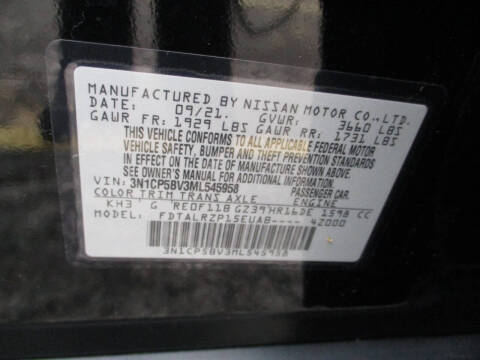 MANUFACTURED BY NISSAN MOTOR CO., LTD.
DATE: 09/21. GVWR: 3660 LBS
GAWR FR: 1929 LBS GAWR RR: 1731 LBS
THIS VEHICLE CONFORMS TO ALL APPLICABLE FEDERAL MOTOR
VEHICLE SAFETY, BUMPER AND THEFT PREVENTION STANDARDS
IN EFFECT ON THE DATE OF MANUFACTURE SHOWN ABOVE.
SEE OWNER'S MANUAL FOR ADDITIONAL INFORMATION
VIN: 3N1CP5BV3ML545958 PASSENGER CAR
COLOR TRIM TRANS AXLE ENGINE
KH3 G RE0F11B G239 HR16DE 1598 CC
MODEL: FDTALRZP15EUAB---- 42000
3N1CP5BV3ML545958